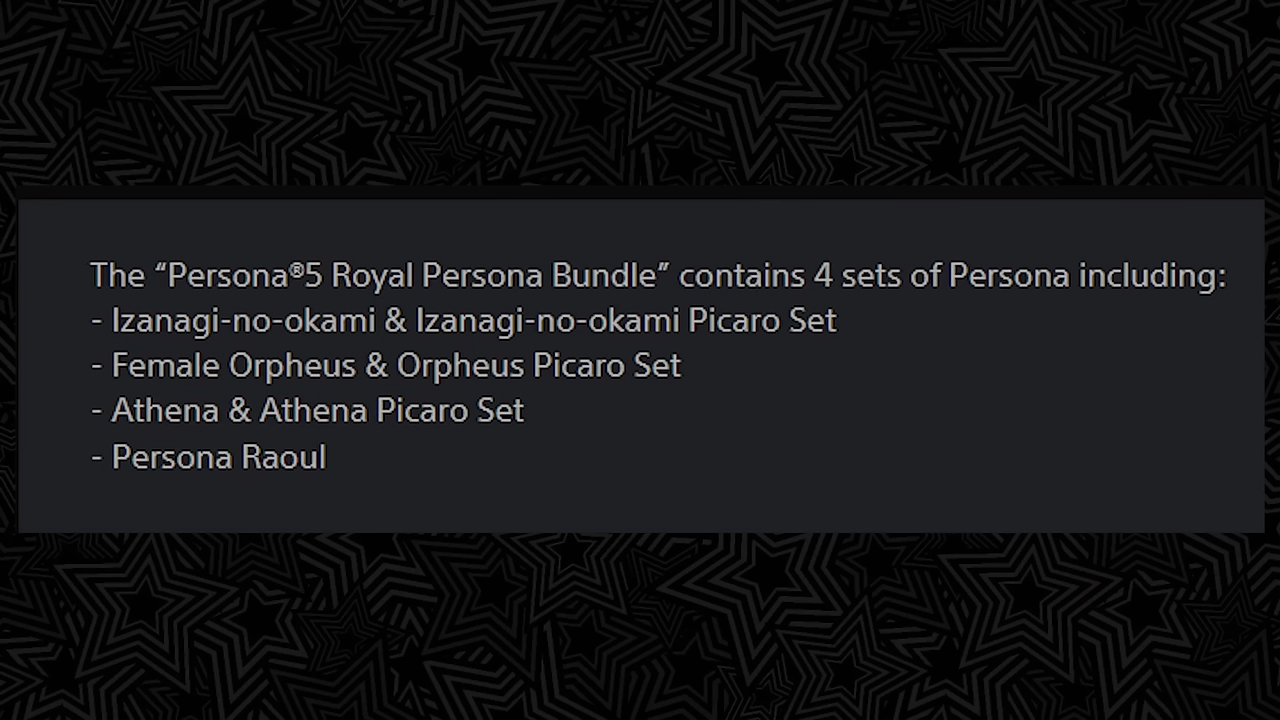 The “Persona®5 Royal Persona Bundle” contains 4 sets of Persona including:
- Izanagi-no-okami & Izanagi-no-okami Picaro Set
- Female Orpheus & Orpheus Picaro Set
- Athena & Athena Picaro Set
- Persona Raoul